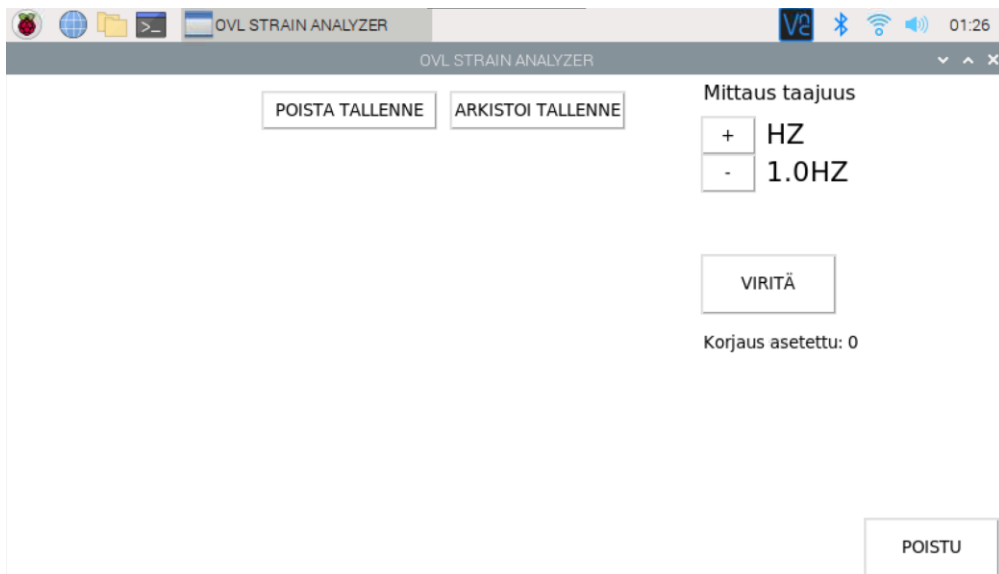 OVL STRAIN ANALYZER
01:26
OVL STRAIN ANALYZER
POISTA TALLENNE
ARKISTOI TALLENNE
Mittaus taajuus
+
HZ
-
1.0HZ
VIRITÄ
Korjaus asetettu: 0
POISTU